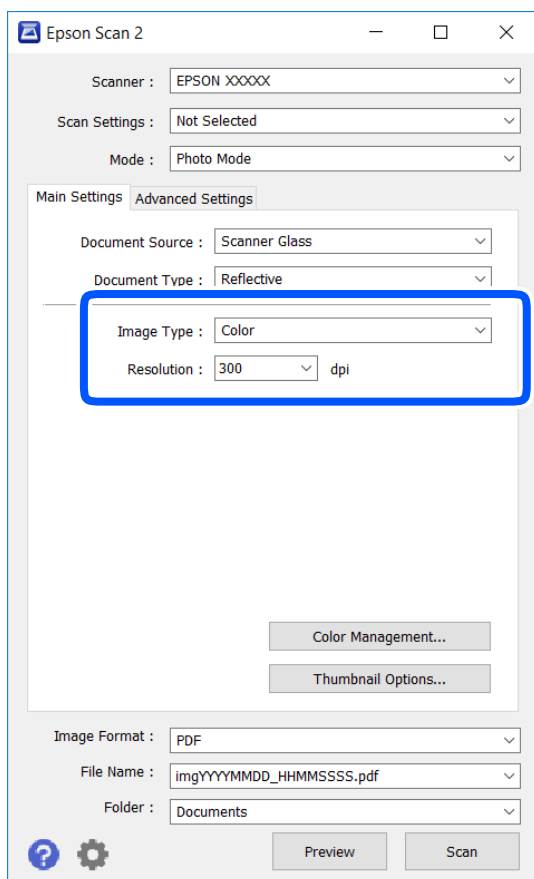 Epson Scan 2
Scanner : EPSON XXXXX
Scan Settings : Not Selected
Mode : Photo Mode
Main Settings Advanced Settings
Document Source : Scanner Glass
Document Type : Reflective
Image Type : Color
Resolution : 300 dpi
Color Management...
Thumbnail Options...
Image Format : PDF
File Name : imgYYYYMMDD_HHMMSSSS.pdf
Folder : Documents
? Preview Scan